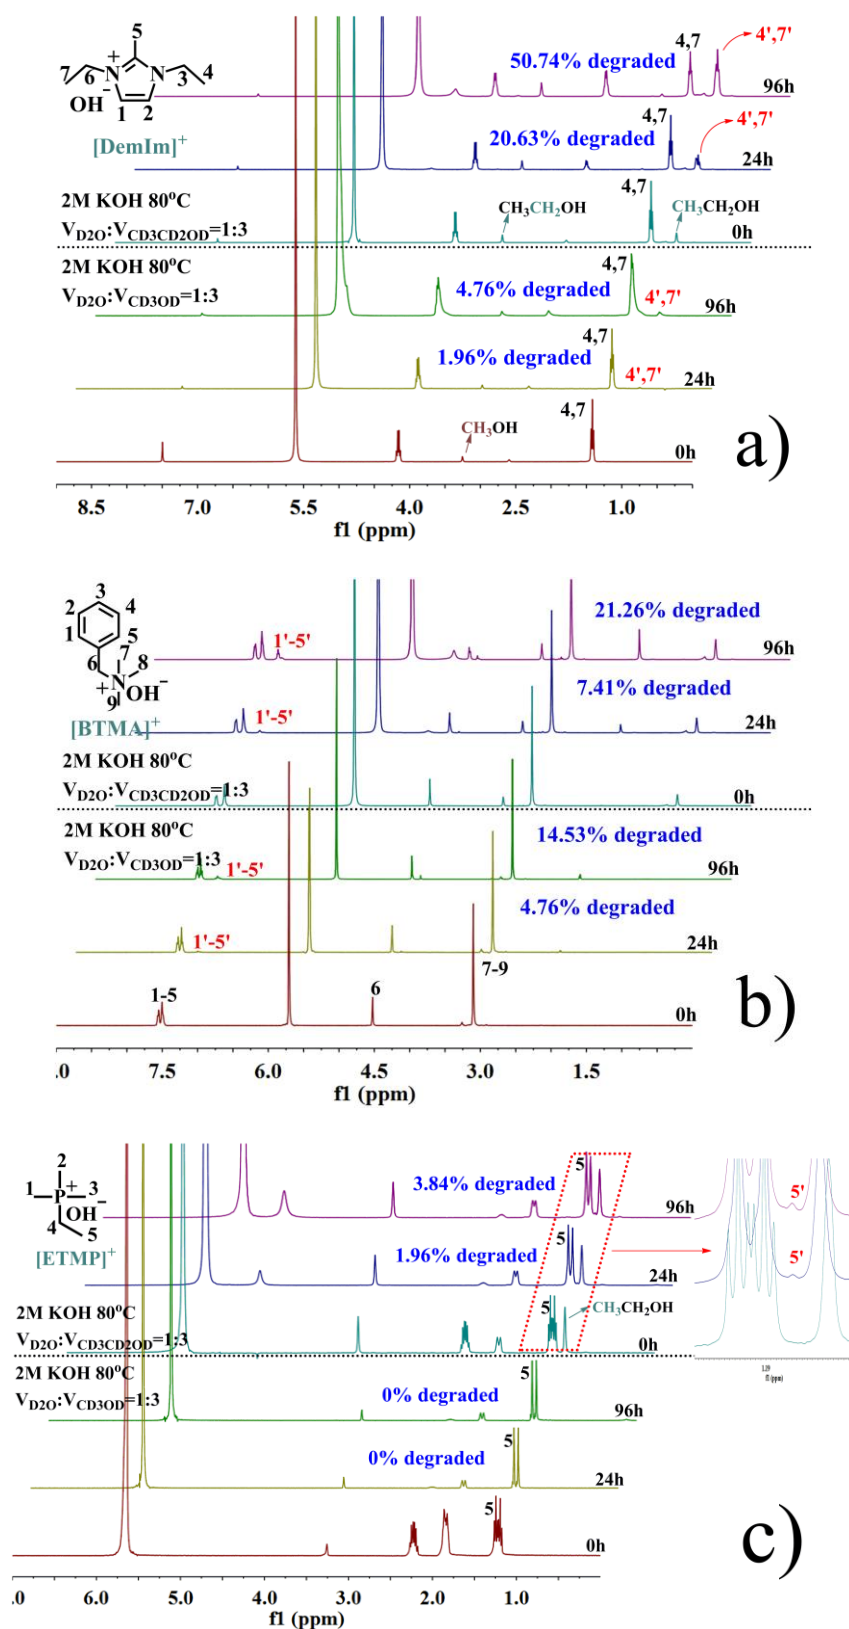 5
7 6 N + N 3 4
OH-
1 2
[DemIm]+
50.74% degraded
4,7
4',7'
96h
20.63% degraded
4,7
4',7'
24h
2M KOH 80°C
VD2O:VCD3CD2OD=1:3
4,7
CH3CH2OH
CH3CH2OH
0h
2M KOH 80°C
VD2O:VCD3OD=1:3
4.76% degraded
4,7
4',7'
96h
1.96% degraded
4,7
4',7'
24h
CH3OH
4,7
0h
a)
8.5 7.0 5.5 4.0 2.5 1.0
f1 (ppm)
3
2 4
1 5
6 7 8
+N OH-
9
[BTMA]+
1'-5'
21.26% degraded
96h
1'-5'
7.41% degraded
24h
2M KOH 80°C
VD2O:VCD3CD2OD=1:3
0h
2M KOH 80°C
VD2O:VCD3OD=1:3
1'-5'
14.53% degraded
96h
1'-5'
4.76% degraded
24h
1-5
6
7-9
0h
b)
.0 7.5 6.0 4.5 3.0 1.5
f1 (ppm)
2
1 P+ 3
OH-
4 5
[ETMP]+
3.84% degraded
5
96h
5'
1.96% degraded
5
24h
5'
2M KOH 80°C
VD2O:VCD3CD2OD=1:3
5
CH3CH2OH
0h
f1 (ppm)
2M KOH 80°C
VD2O:VCD3OD=1:3
0% degraded
5
96h
0% degraded
5
24h
5
0h
c)
.0 6.0 5.0 4.0 3.0 2.0 1.0
f1 (ppm)